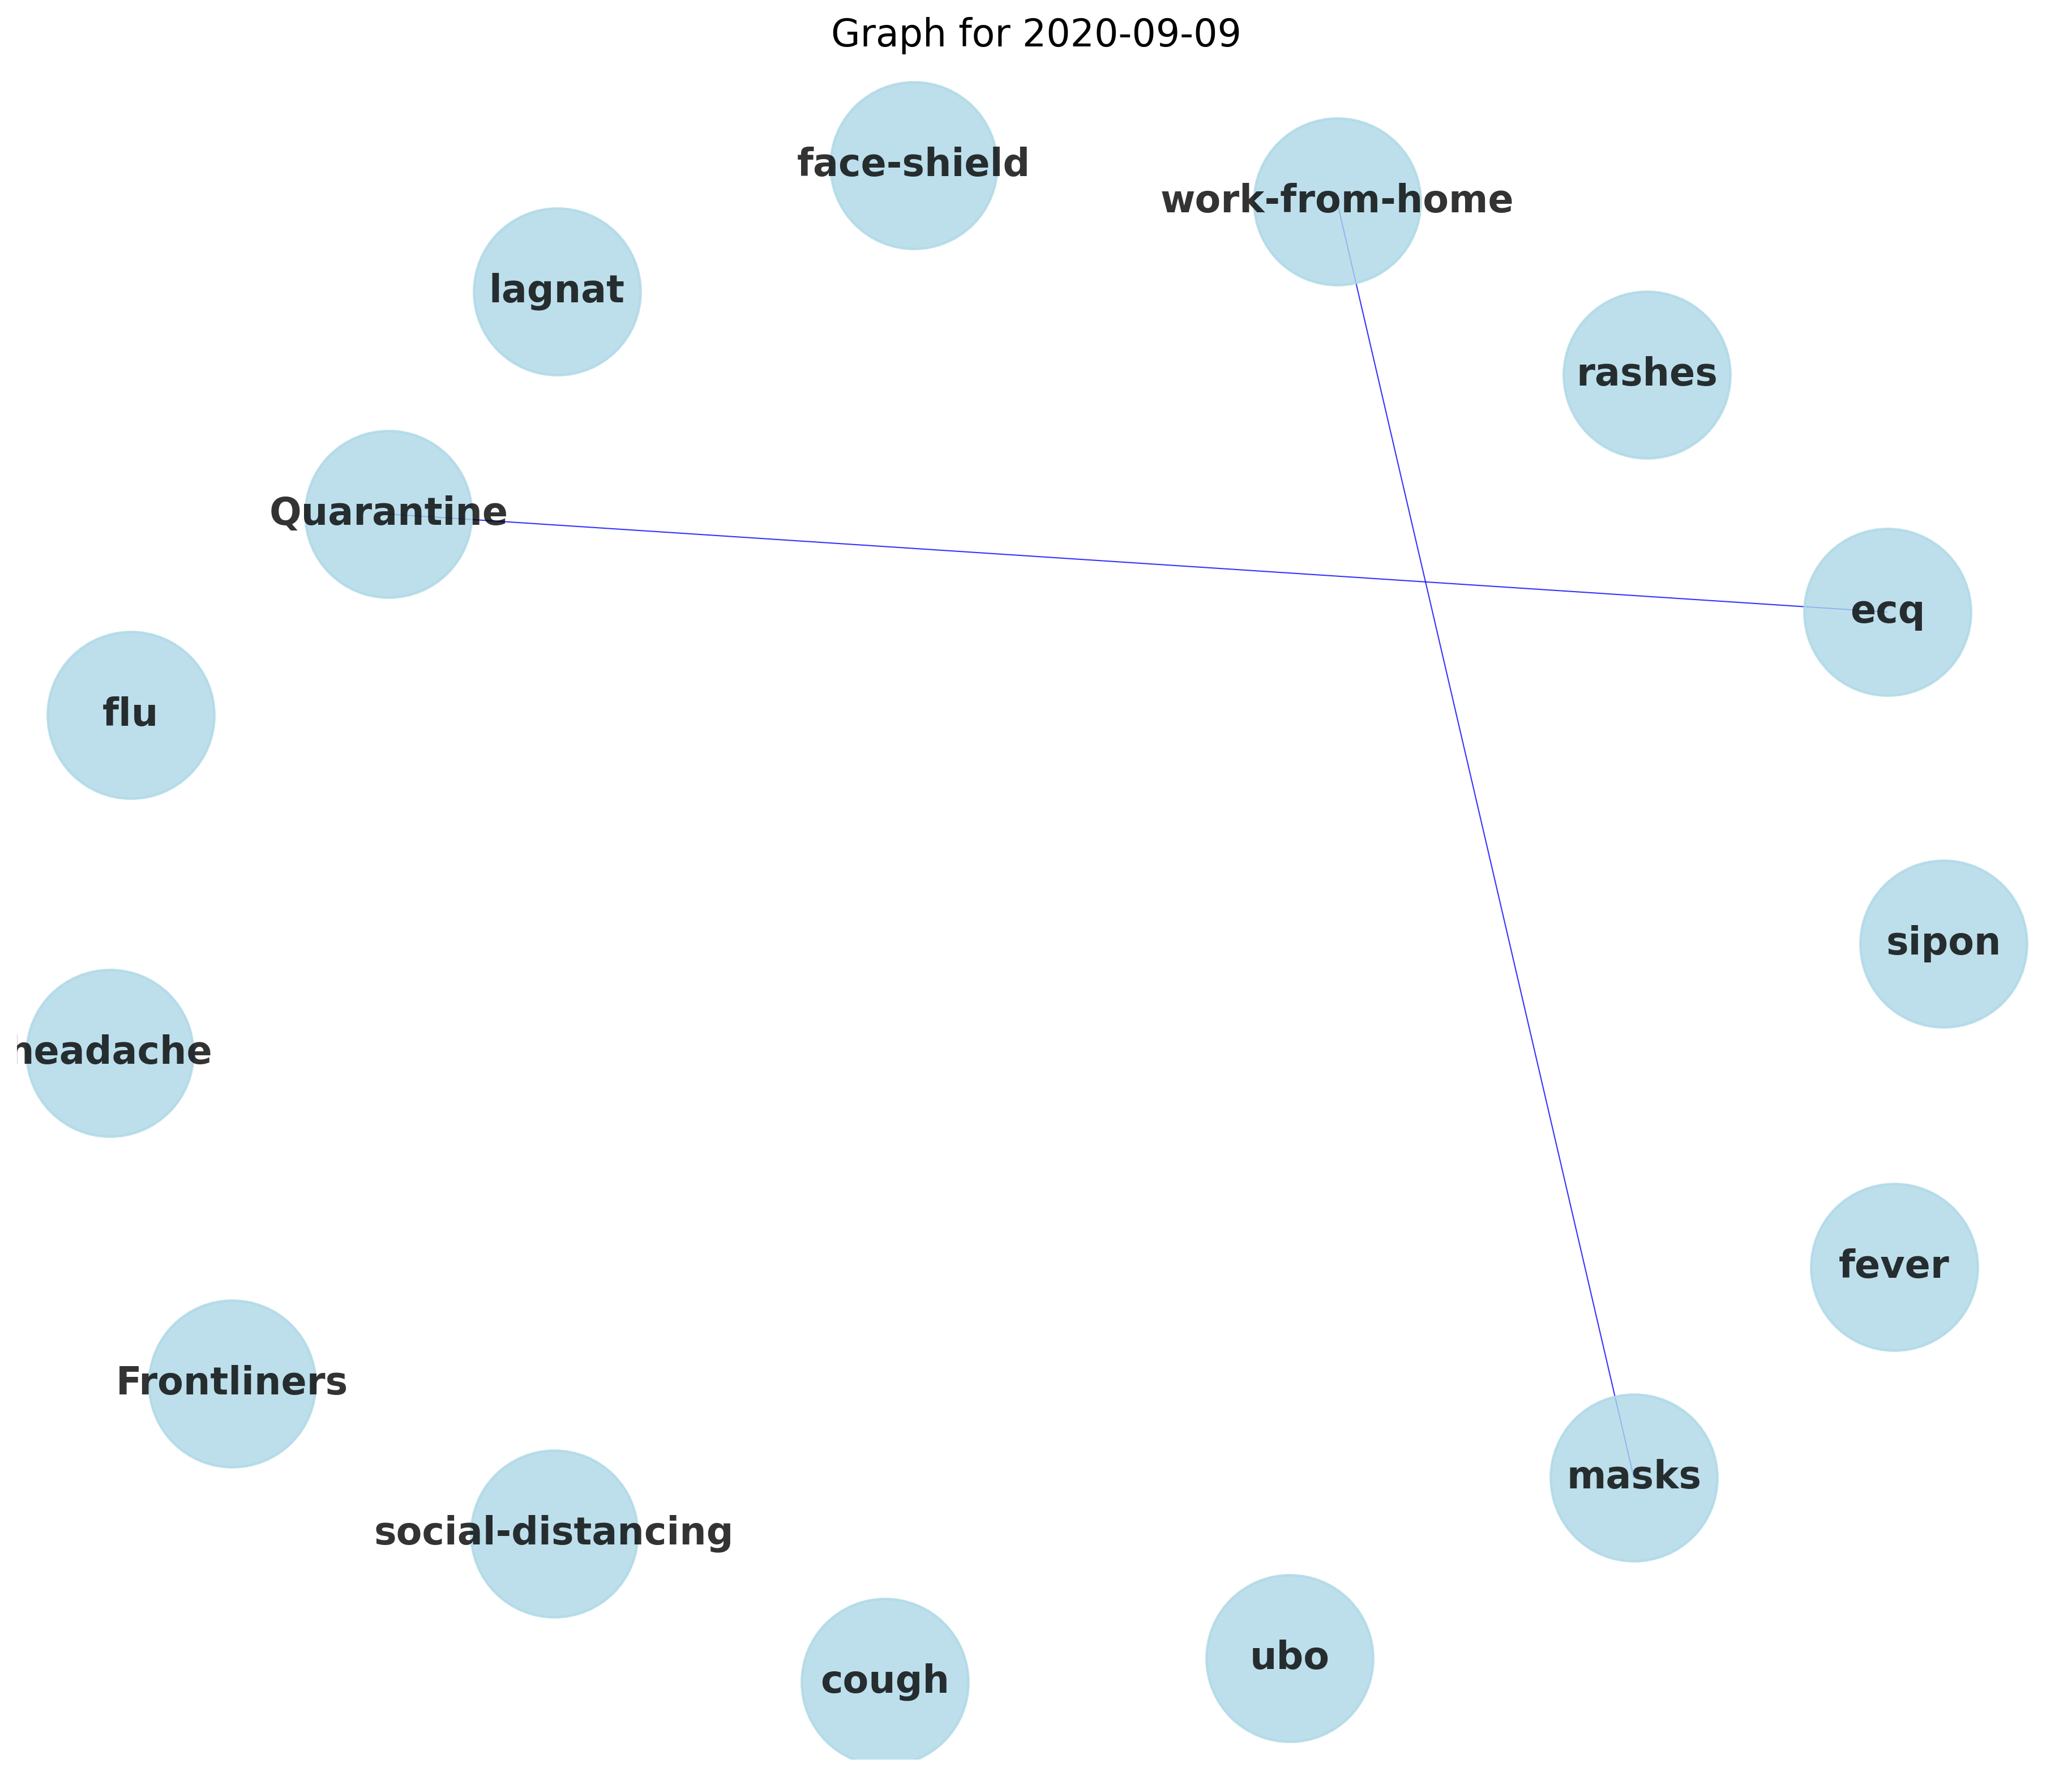 Graph for 2020-09-09
face-shield
work-from-home
lagnat
rashes
Quarantine
ecq
flu
sipon
headache
fever
Frontliners
masks
social-distancing
ubo
cough